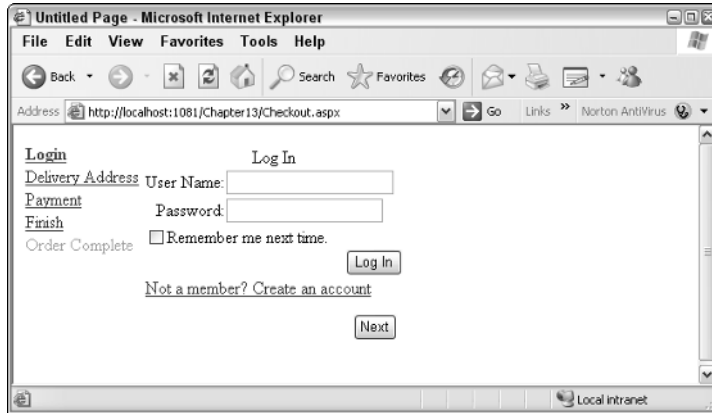 Untitled Page - Microsoft Internet Explorer
File Edit View Favorites Tools Help
Back Search Favorites
Address http://localhost:1081/Chapter13/Checkout.aspx Go Links » Norton AntiVirus
Login
Delivery Address
Payment
Finish
Order Complete
Log In
User Name:
Password:
Remember me next time.
Log In
Not a member? Create an account
Next
Local intranet